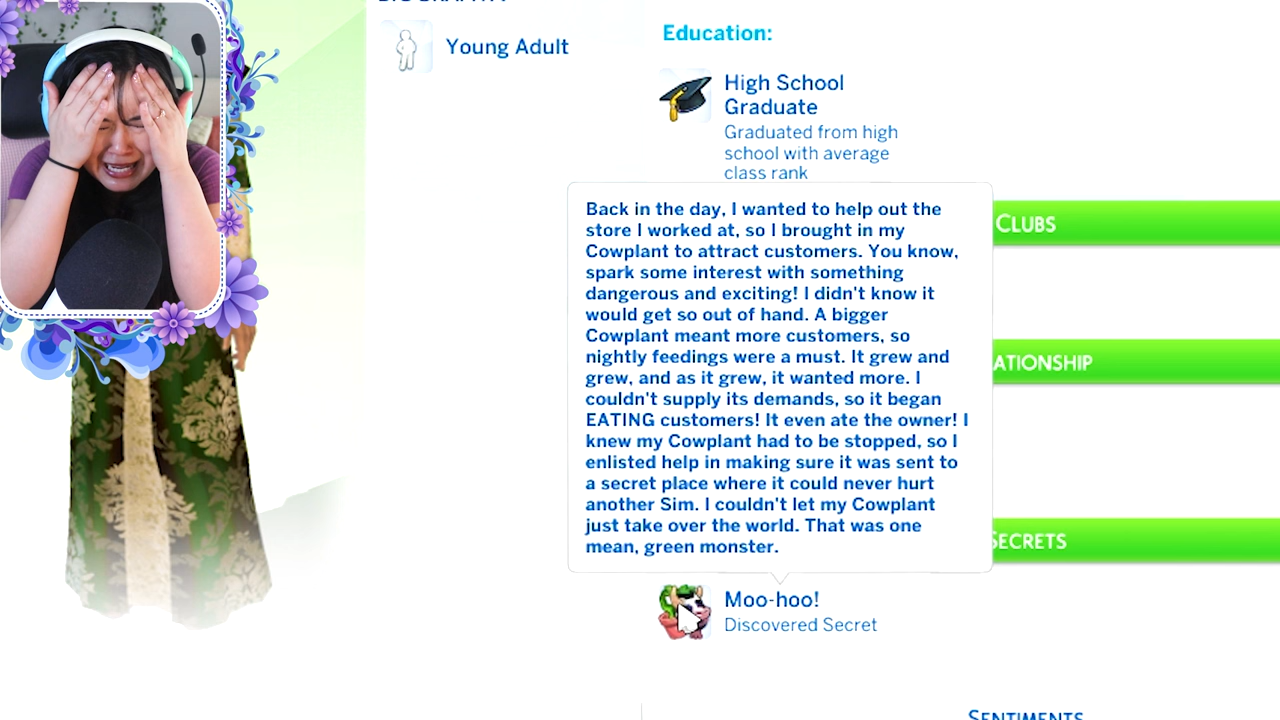 Young Adult
Education:
High School
Graduate
Graduated from high
school with average
class rank
Back in the day, I wanted to help out the
store I worked at, so I brought in my
Cowplant to attract customers. You know,
spark some interest with something
dangerous and exciting! I didn't know it
would get so out of hand. A bigger
Cowplant meant more customers, so
nightly feedings were a must. It grew and
grew, and as it grew, it wanted more. I
couldn't supply its demands, so it began
EATING customers! It even ate the owner! I
knew my Cowplant had to be stopped, so I
enlisted help in making sure it was sent to
a secret place where it could never hurt
another Sim. I couldn't let my Cowplant
just take over the world. That was one
mean, green monster.
Moo-hoo!
Discovered Secret
CLUBS
ATIONSHIP
SECRETS
SENTIMENTS